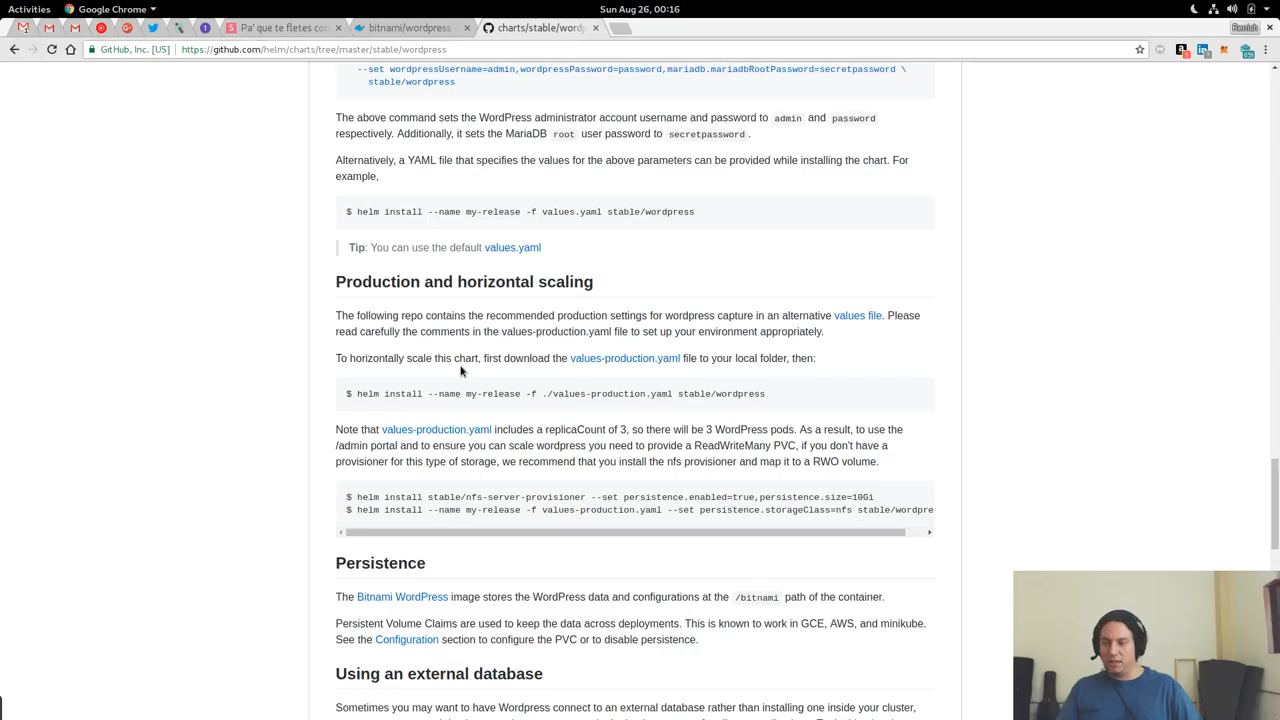 Activities
Google Chrome
Sun Aug 26, 00:16
Pa' que te fletes con
bitnami/wordpress
charts/stable/wordp
Renich
GitHub, Inc. [US]
https://github.com/helm/charts/tree/master/stable/wordpress
--set wordpressUsername=admin,wordpressPassword=password,mariadb.mariadbRootPassword=secretpassword \
stable/wordpress
The above command sets the WordPress administrator account username and password to admin and password
respectively. Additionally, it sets the MariaDB root user password to secretpassword.
Alternatively, a YAML file that specifies the values for the above parameters can be provided while installing the chart. For
example,
$ helm install --name my-release -f values.yaml stable/wordpress
Tip: You can use the default values.yaml
Production and horizontal scaling
The following repo contains the recommended production settings for wordpress capture in an alternative values file. Please
read carefully the comments in the values-production.yaml file to set up your environment appropriately.
To horizontally scale this chart, first download the values-production.yaml file to your local folder, then:
$ helm install --name my-release -f ./values-production.yaml stable/wordpress
Note that values-production.yaml includes a replicaCount of 3, so there will be 3 WordPress pods. As a result, to use the
/admin portal and to ensure you can scale wordpress you need to provide a ReadWriteMany PVC, if you don't have a
provisioner for this type of storage, we recommend that you install the nfs provisioner and map it to a RWO volume.
$ helm install stable/nfs-server-provisioner --set persistence.enabled=true,persistence.size=10Gi
$ helm install --name my-release -f values-production.yaml --set persistence.storageClass=nfs stable/wordpre
Persistence
The Bitnami WordPress image stores the WordPress data and configurations at the /bitnami path of the container.
Persistent Volume Claims are used to keep the data across deployments. This is known to work in GCE, AWS, and minikube.
See the Configuration section to configure the PVC or to disable persistence.
Using an external database
Sometimes you may want to have Wordpress connect to an external database rather than installing one inside your cluster,